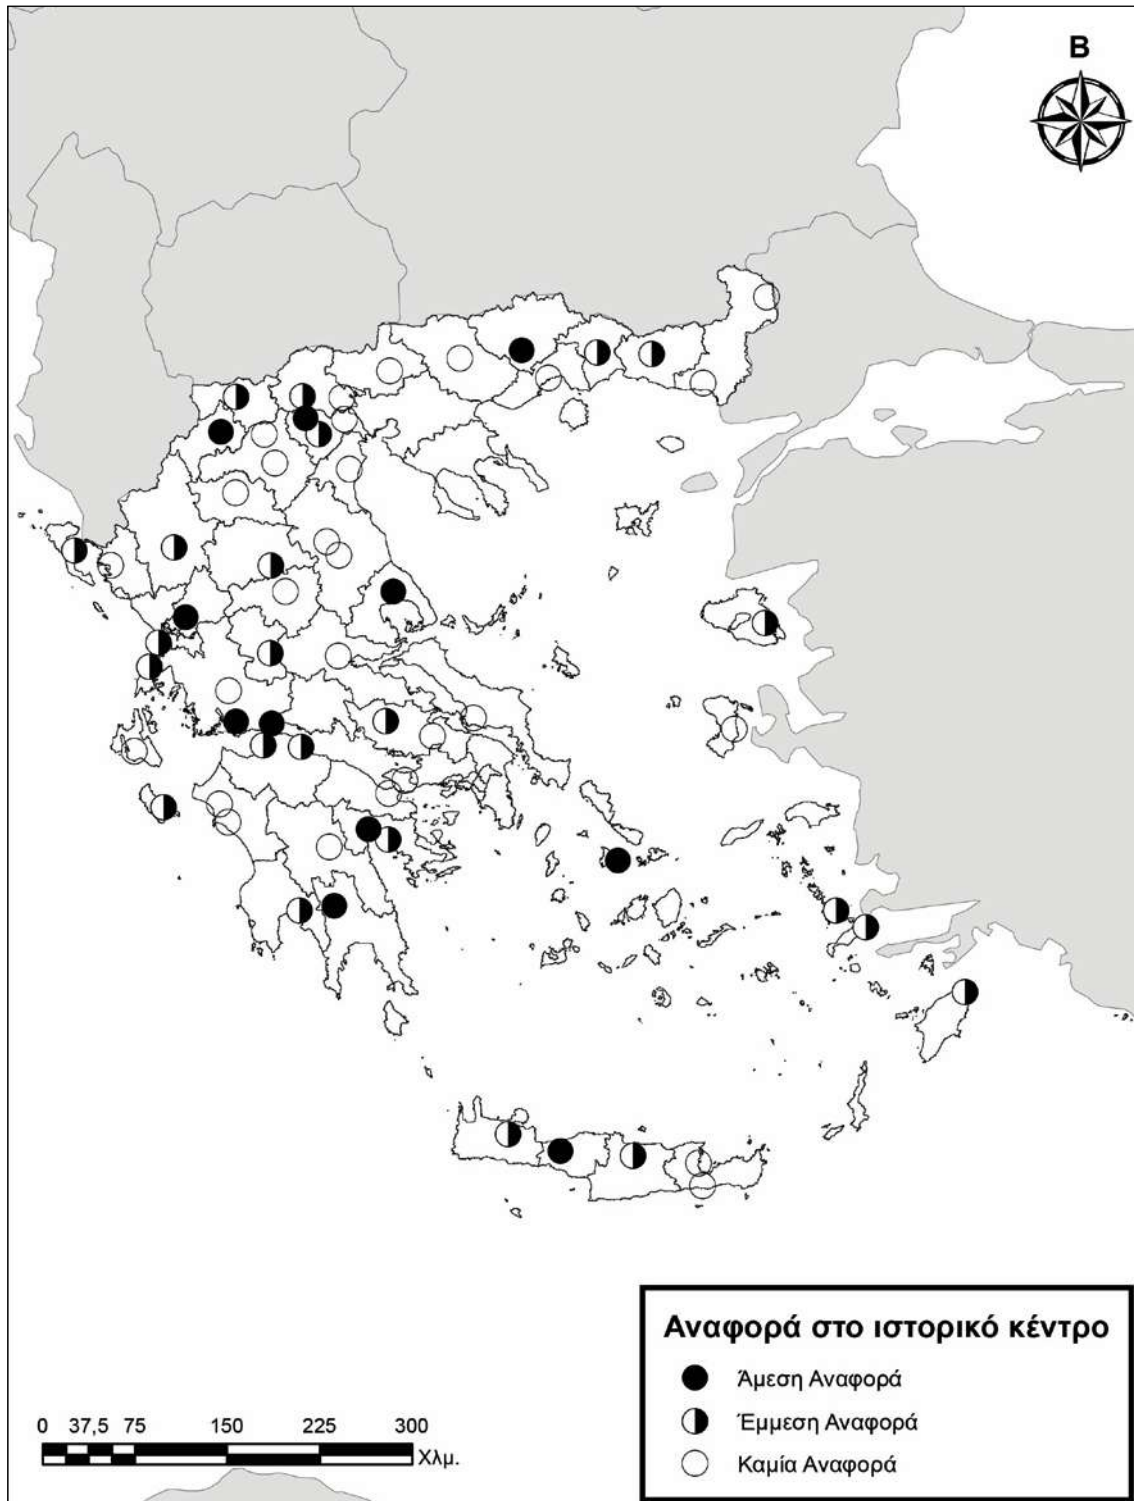 Β
Αναφορά στο ιστορικό κέντρο
Άμεση Αναφορά
Έμμεση Αναφορά
Καμία Αναφορά
0 37,5 75 150 225 300
Χλμ.